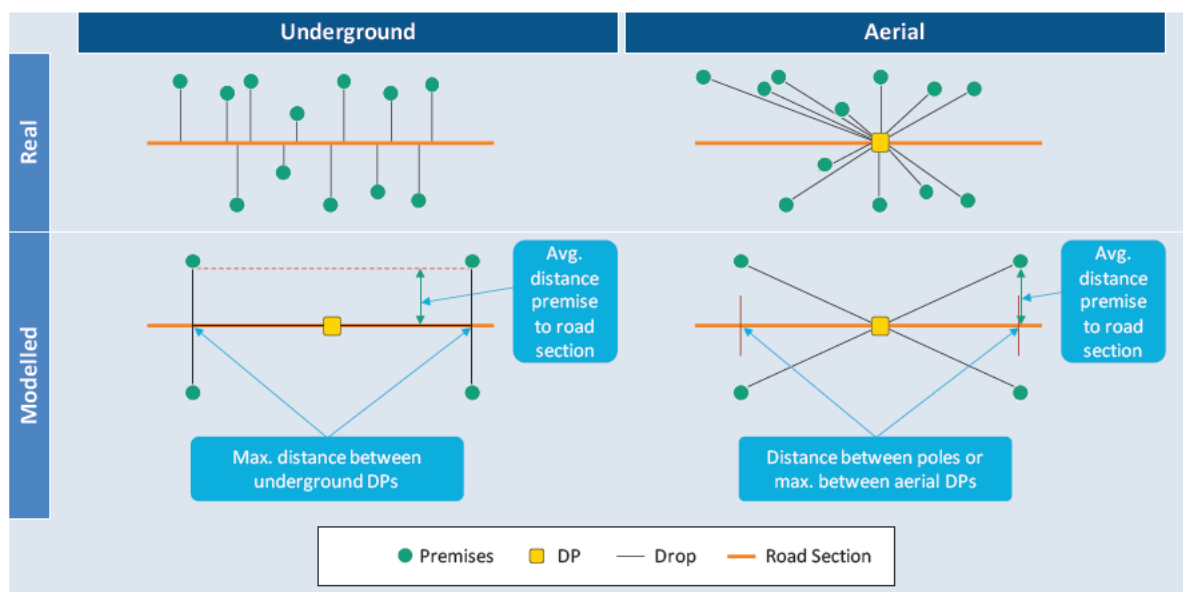 Underground
Aerial
Real
Modelled
Avg.
distance
premise
to road
section
Avg.
distance
premise
to road
section
Max. distance between
underground DPs
Distance between poles or
max. between aerial DPs
Premises
DP
Drop
Road Section